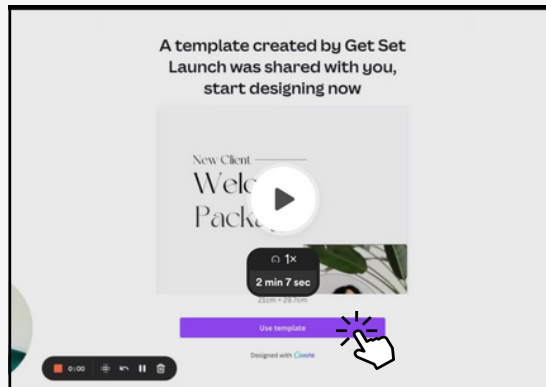 A template created by Get Set
Launch was shared with you,
start designing now
New Client
Welc
Packag
1×
2 min 7 sec
21cm × 29.7cm
Use template
Designed with Canva
0:00